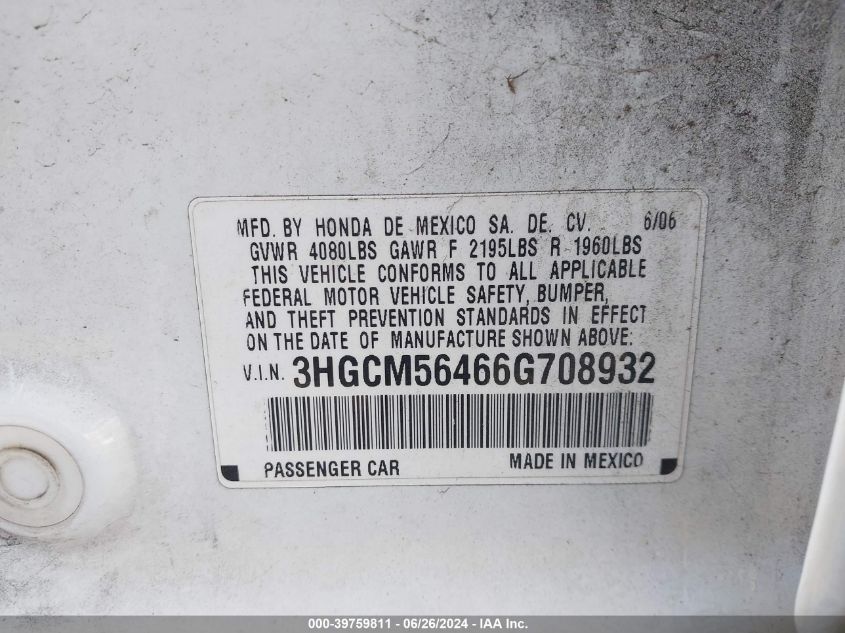 MFD. BY HONDA DE MEXICO SA. DE. CV. 6/06
GVWR 4080LBS GAWR F 2195LBS R 1960LBS
THIS VEHICLE CONFORMS TO ALL APPLICABLE
FEDERAL MOTOR VEHICLE SAFETY, BUMPER,
AND THEFT PREVENTION STANDARDS IN EFFECT
ON THE DATE OF MANUFACTURE SHOWN ABOVE:
V.I.N. 3HGCM56466G708932
PASSENGER CAR MADE IN MEXICO
000-39759811 - 06/26/2024 - IAA Inc.